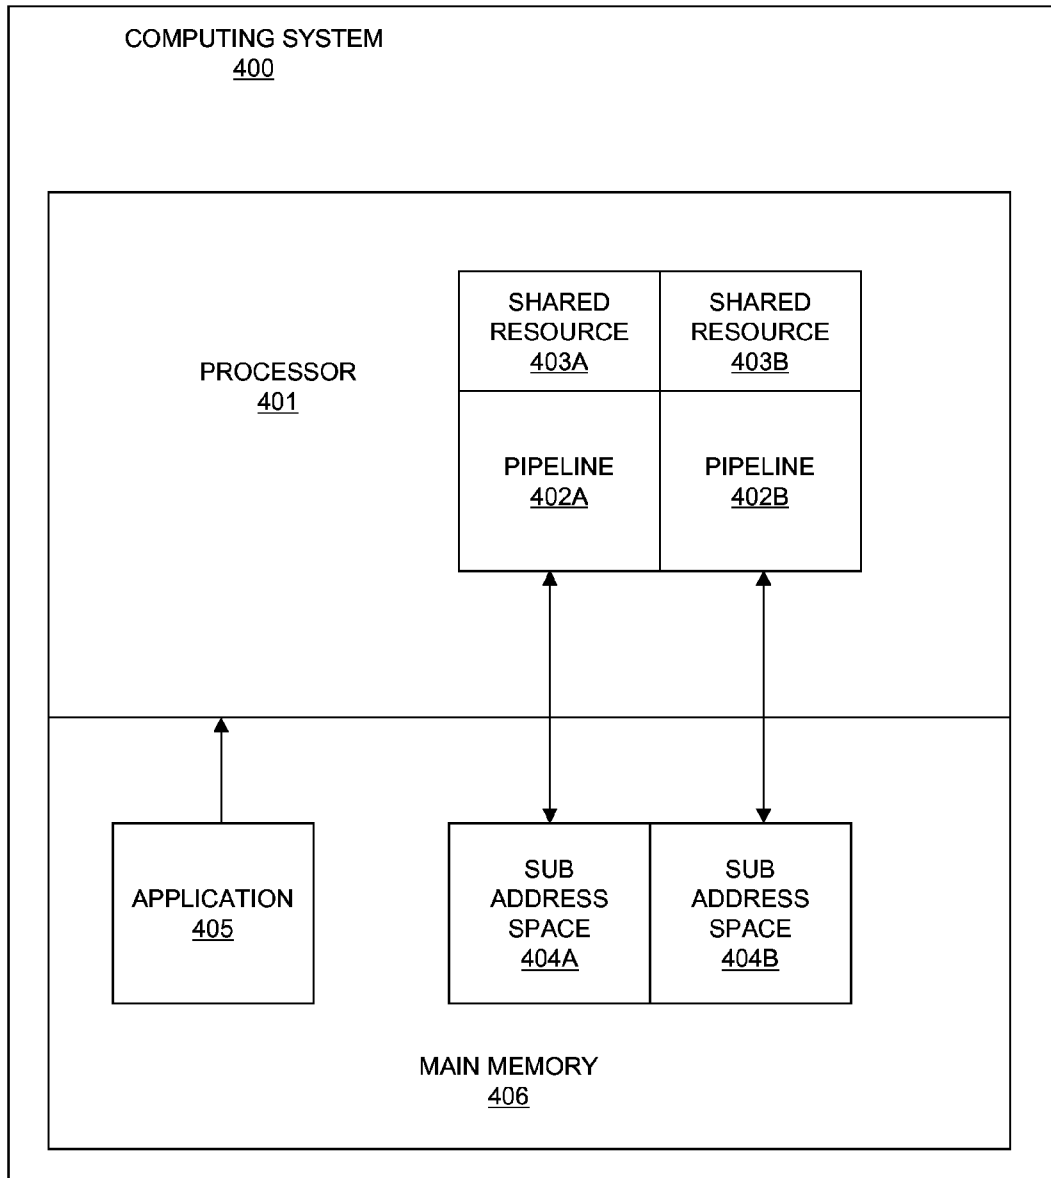 COMPUTING SYSTEM
400
SHARED
RESOURCE
403A
SHARED
RESOURCE
403B
PROCESSOR
401
PIPELINE
402A
PIPELINE
402B
APPLICATION
405
SUB
ADDRESS
SPACE
404A
SUB
ADDRESS
SPACE
404B
MAIN MEMORY
406